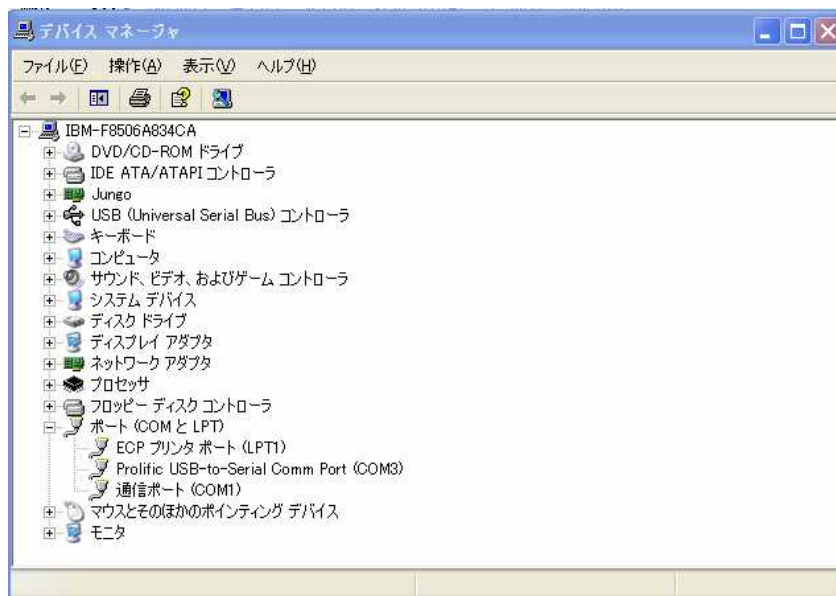 デバイス マネージャ
ファイル(F) 操作(A) 表示(V) ヘルプ(H)
IBM-F8506A834CA
DVD/CD-ROM ドライブ
IDE ATA/ATAPI コントローラ
Jungo
USB (Universal Serial Bus) コントローラ
キーボード
コンピュータ
サウンド、ビデオ、およびゲーム コントローラ
システム デバイス
ディスク ドライブ
ディスプレイ アダプタ
ネットワーク アダプタ
プロセッサ
フロッピー ディスク コントローラ
ポート (COM と LPT)
ECP プリンタ ポート (LPT1)
Prolific USB-to-Serial Comm Port (COM3)
通信ポート (COM1)
マウスとそのほかのポインティング デバイス
モニタ